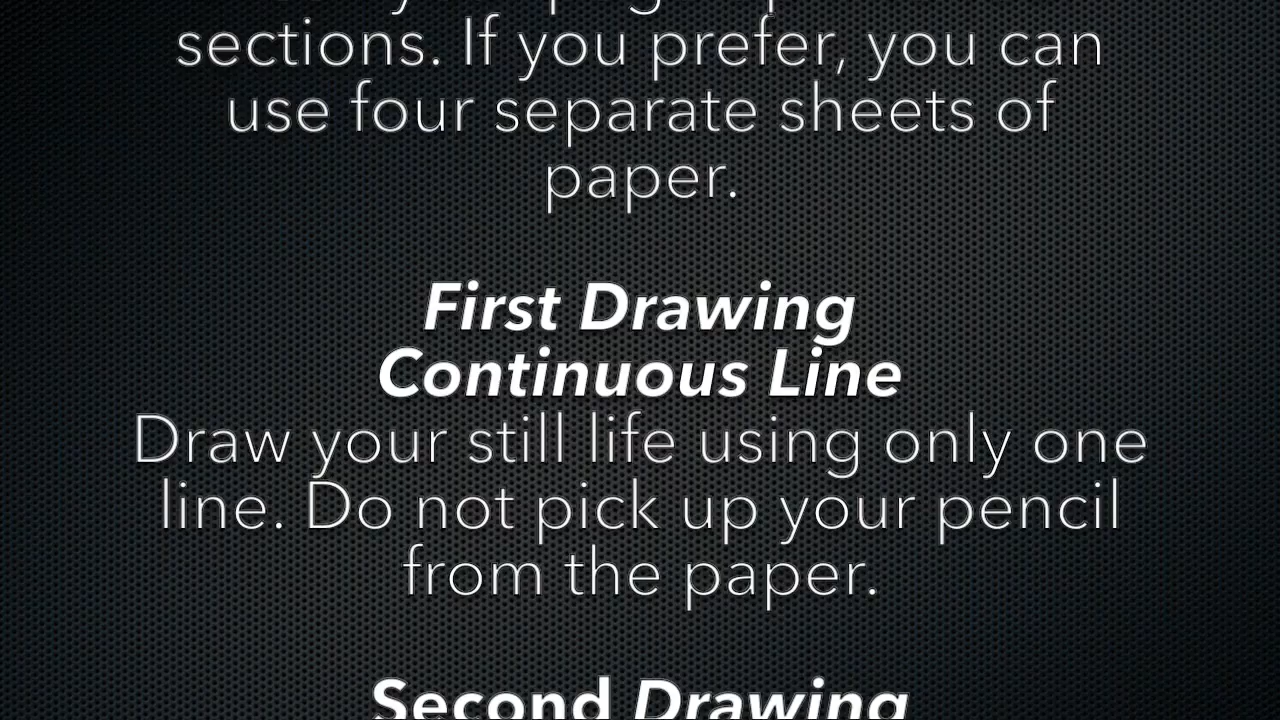 sections. If you prefer, you can
use four separate sheets of
paper.
First Drawing
Continuous Line
Draw your still life using only one
line. Do not pick up your pencil
from the paper.
Second Drawing